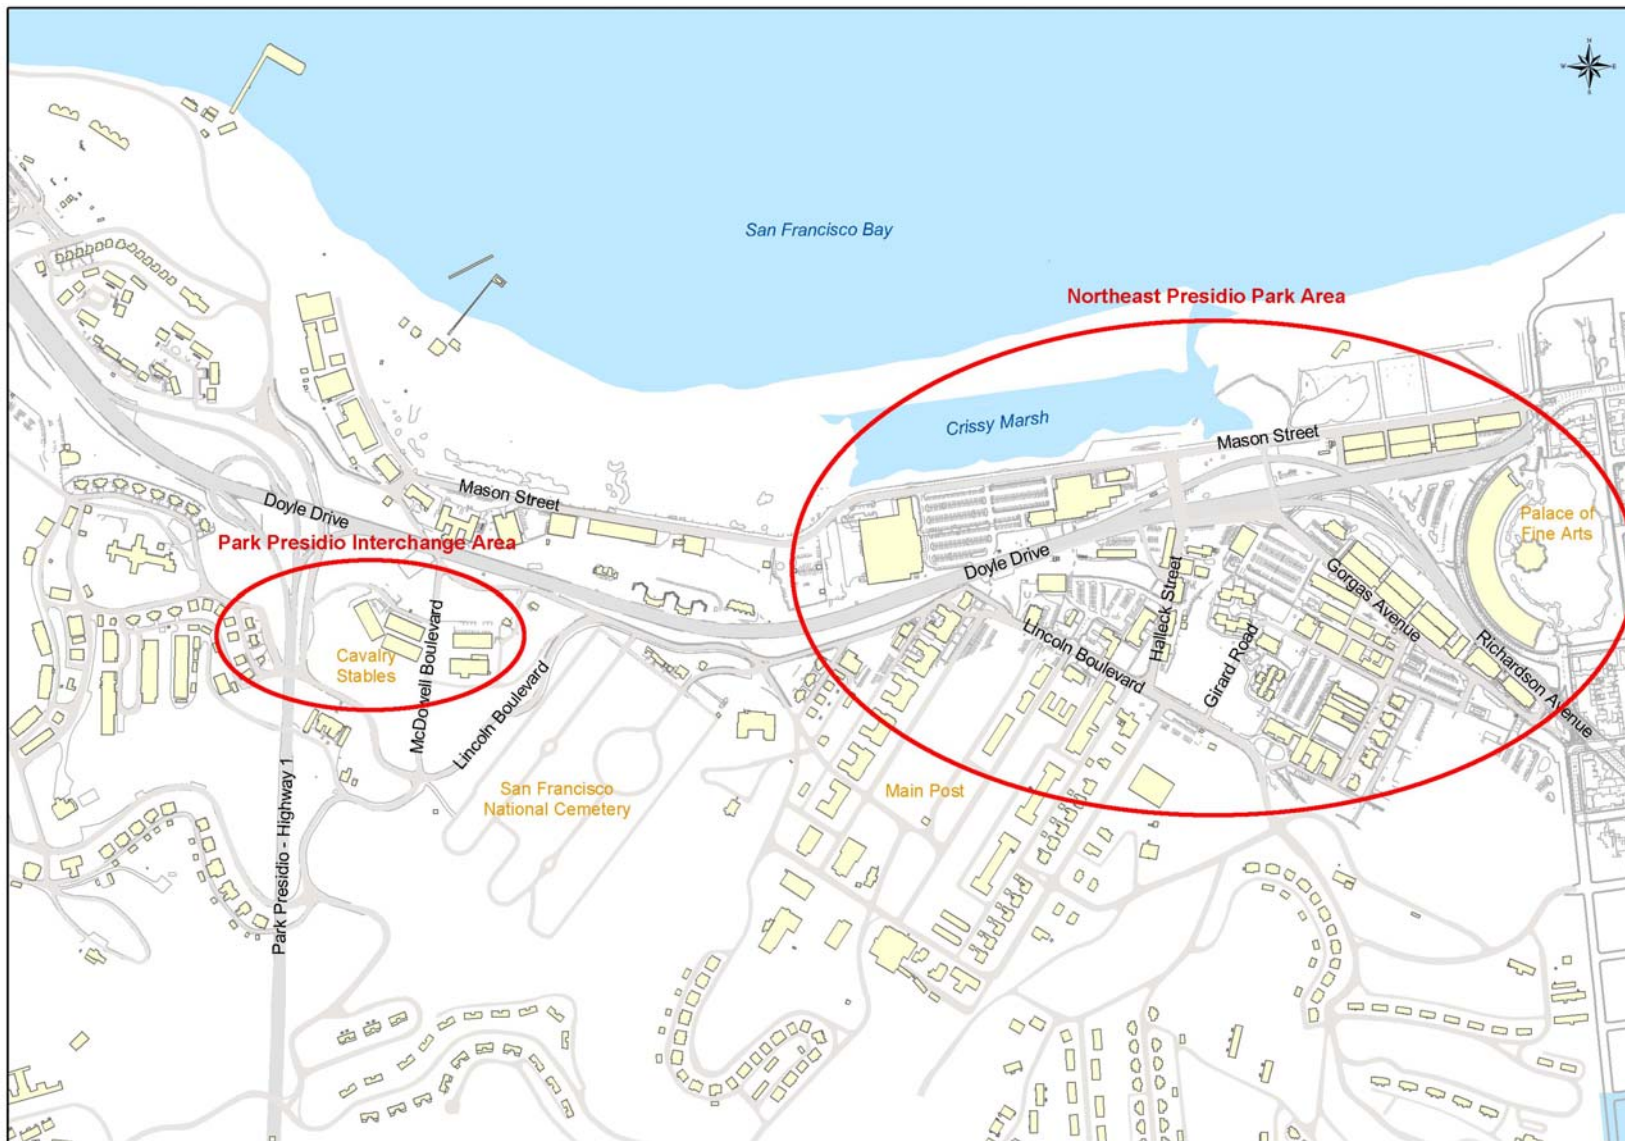 N
W
E
S
San Francisco Bay
Northeast Presidio Park Area
Crissy Marsh
Mason Street
Mason Street
Doyle Drive
Park Presidio Interchange Area
Palace of
Fine Arts
Doyle Drive
Gorgas Avenue
Halleck Street
Lincoln Boulevard
Girard Road
Richardson Avenue
Cavalry
Stables
McDowell Boulevard
Lincoln Boulevard
San Francisco
National Cemetery
Main Post
Park Presidio - Highway 1